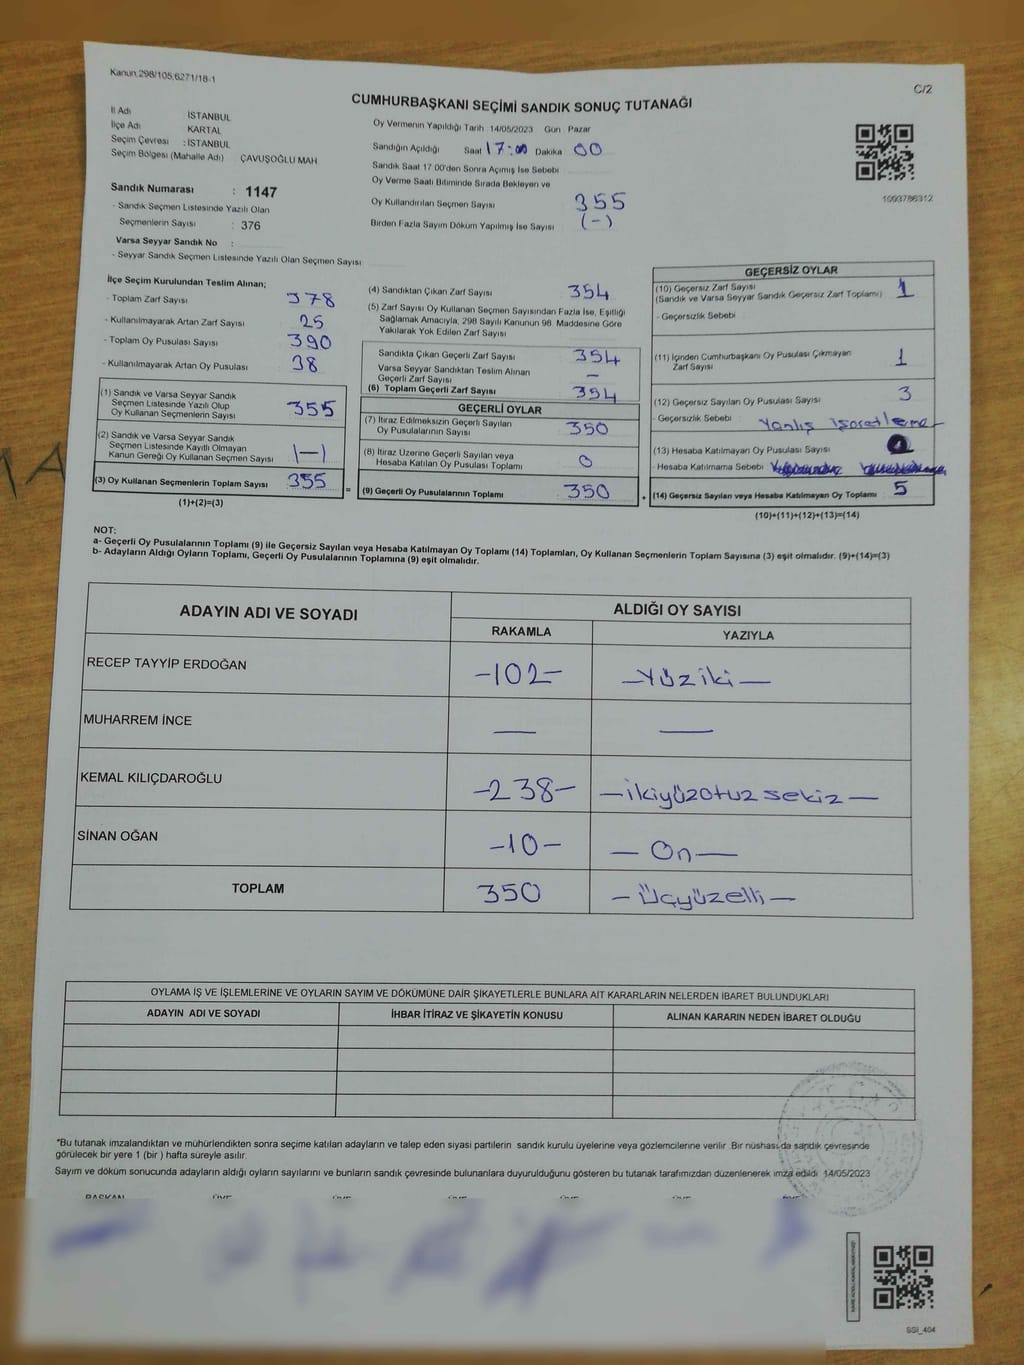 Kanun.298/105,6271/18-1
C/2
CUMHURBAŞKANI SEÇİMİ SANDIK SONUÇ TUTANAĞI
İl Adı İSTANBUL
İlçe Adı KARTAL
Seçim Çevresi : İSTANBUL
Seçim Bölgesi (Mahalle Adı) ÇAVUŞOĞLU MAH
Sandık Numarası : 1147
- Sandık Seçmen Listesinde Yazılı Olan
Seçmenlerin Sayısı : 376
Varsa Seyyar Sandık No :
- Seyyar Sandık Seçmen Listesinde Yazılı Olan Seçmen Sayısı
Oy Vermenin Yapıldığı Tarih 14/05/2023 Gün Pazar
Sandığın Açıldığı Saat 17:00 Dakika 00
Sandık Saat 17 00'den Sonra Açımış İse Sebebi
Oy Verme Saati Bitiminde Sırada Bekleyen ve
Oy Kullandırılan Seçmen Sayısı 355
Birden Fazla Sayım Döküm Yapılmış İse Sayısı (-)
1003786312
İlçe Seçim Kurulundan Teslim Alınan;
- Toplam Zarf Sayısı 378
- Kullanılmayarak Artan Zarf Sayısı 25
- Toplam Oy Pusulası Sayısı 390
- Kullanılmayarak Artan Oy Pusulası 38
(1) Sandık ve Varsa Seyyar Sandık
Seçmen Listesinde Yazılı Olup
Oy Kullanan Seçmenlerin Sayısı 355
(2) Sandık ve Varsa Seyyar Sandık
Seçmen Listesinde Kayıtlı Olmayan
Kanun Gereği Oy Kullanan Seçmen Sayısı |-|
(3) Oy Kullanan Seçmenlerin Toplam Sayısı 355
(1)+(2)=(3)
(4) Sandıktan Çıkan Zarf Sayısı 354
(5) Zarf Sayısı Oy Kullanan Seçmen Sayısından Fazla İse, Eşitliği
Sağlamak Amacıyla, 298 Sayılı Kanunun 98. Maddesine Göre
Yakılarak Yok Edilen Zarf Sayısı
Sandıkta Çıkan Geçerli Zarf Sayısı 354
Varsa Seyyar Sandıktan Teslim Alınan
Geçerli Zarf Sayısı –
(6) Toplam Geçerli Zarf Sayısı 354
GEÇERLİ OYLAR
(7) İtiraz Edilmeksizin Geçerli Sayılan
Oy Pusulalarının Sayısı 350
(8) İtiraz Üzerine Geçerli Sayılan veya
Hesaba Katılan Oy Pusulası Toplamı 0
= (9) Geçerli Oy Pusulalarının Toplamı 350 +
GEÇERSİZ OYLAR
(10) Geçersiz Zarf Sayısı
(Sandık ve Varsa Seyyar Sandık Geçersiz Zarf Toplamı) 1
- Geçersizlik Sebebi
(11) İçinden Cumhurbaşkanı Oy Pusulası Çıkmayan
Zarf Sayısı 1
(12) Geçersiz Sayılan Oy Pusulası Sayısı 3
- Geçersizlik Sebebi : Yanlış işaretleme
(13) Hesaba Katılmayan Oy Pusulası Sayısı
- Hesaba Katılmama Sebebi
(14) Geçersiz Sayılan veya Hesaba Katılmayan Oy Toplamı 5
(10)+(11)+(12)+(13)=(14)
NOT:
a- Geçerli Oy Pusulalarının Toplamı (9) ile Geçersiz Sayılan veya Hesaba Katılmayan Oy Toplamı (14) Toplamları, Oy Kullanan Seçmenlerin Toplam Sayısına (3) eşit olmalıdır. (9)+(14)=(3)
b- Adayların Aldığı Oyların Toplamı, Geçerli Oy Pusulalarının Toplamına (9) eşit olmalıdır.
ADAYIN ADI VE SOYADI
ALDIĞI OY SAYISI
RAKAMLA YAZIYLA
RECEP TAYYİP ERDOĞAN -102- —Yüziki—
MUHARREM İNCE — —
KEMAL KILIÇDAROĞLU -238- —ikiyüzotuz sekiz—
SİNAN OĞAN -10- —On—
TOPLAM 350 —Üçyüzelli—
OYLAMA İŞ VE İŞLEMLERİNE VE OYLARIN SAYIM VE DÖKÜMÜNE DAİR ŞİKAYETLERLE BUNLARA AİT KARARLARIN NELERDEN İBARET BULUNDUKLARI
ADAYIN ADI VE SOYADI İHBAR İTİRAZ VE ŞİKAYETİN KONUSU ALINAN KARARIN NEDEN İBARET OLDUĞU
*Bu tutanak imzalandıktan ve mühürlendikten sonra seçime katılan adayların ve talep eden siyasi partilerin sandık kurulu üyelerine veya gözlemcilerine verilir. Bir nüshası da sandık çevresinde
görülecek bir yere 1 (bir ) hafta süreyle asılır.
Sayım ve döküm sonucunda adayların aldığı oyların sayılarını ve bunların sandık çevresinde bulunanlara duyurulduğunu gösteren bu tutanak tarafımızdan düzenlenerek imza edildi 14/05/2023
BAŞKAN ÜYE ÜYE ÜYE ÜYE ÜYE
SSI_404